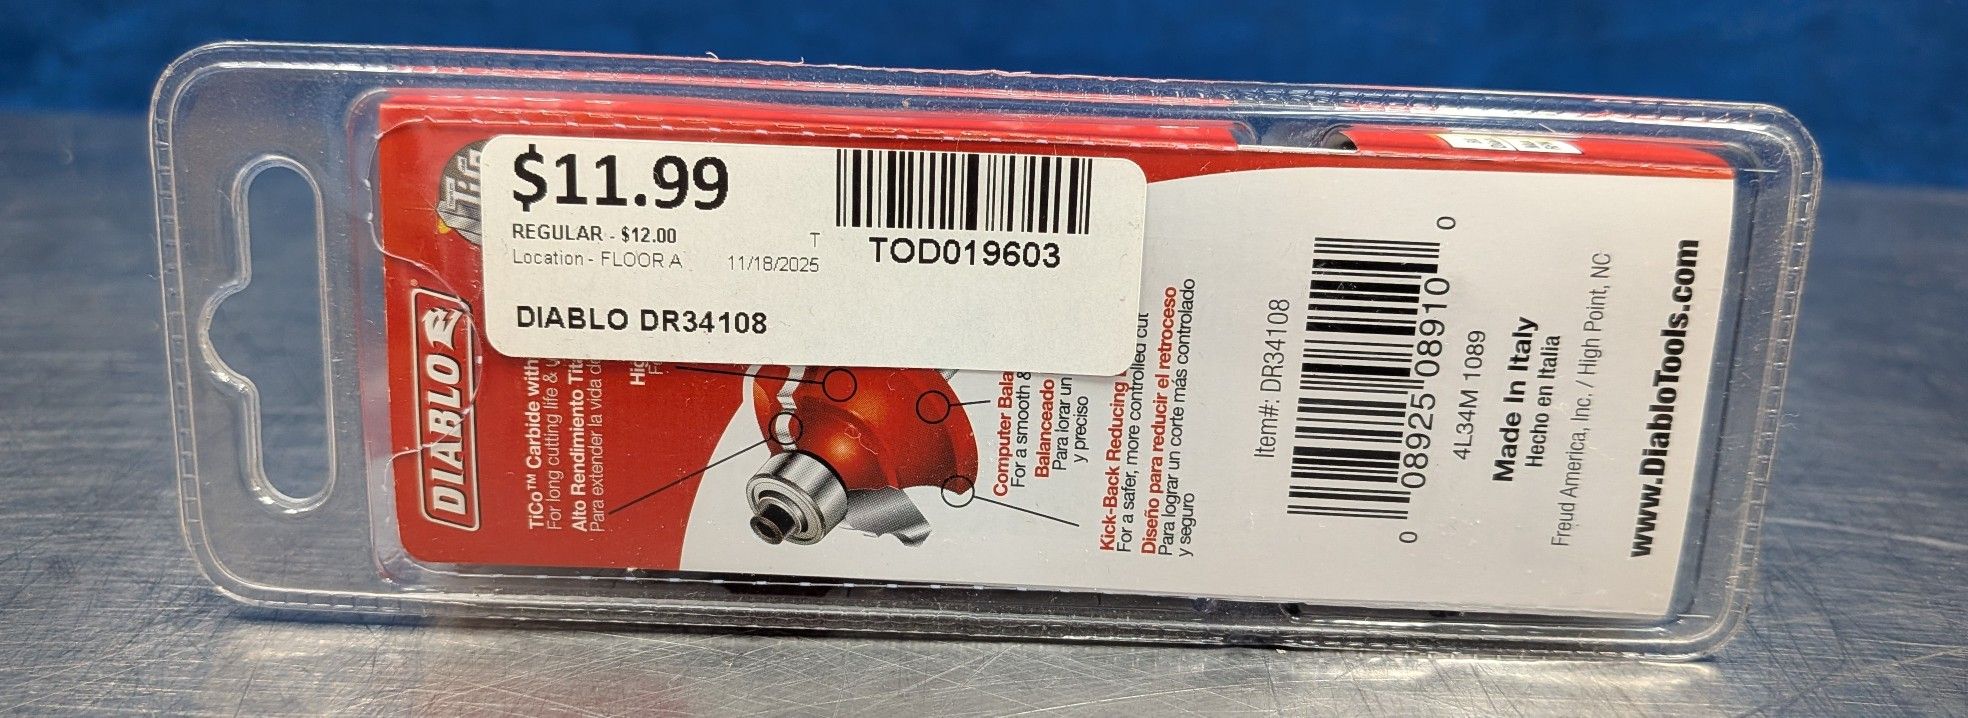 $11.99
REGULAR - $12.00
T
Location - FLOOR A
11/18/2025
TOD019603
DIABLO DR34108
DIABLO
TiCo™ Carbide with
For long cutting life &
Alto Rendimiento
Para extender la vida de
Computer
For a smooth &
Balanceado
Para lorar un
y preciso
Kick-Back Reducing
For a safer, more controlled cut
Diseño para reducir el retroceso
Para lograr un corte más controlado
y seguro
Item#: DR34108
0 08925 08910 0
4L34M 1089
Made In Italy
Hecho en Italia
Freud America, Inc. / High Point, NC
www.DiabloTools.com